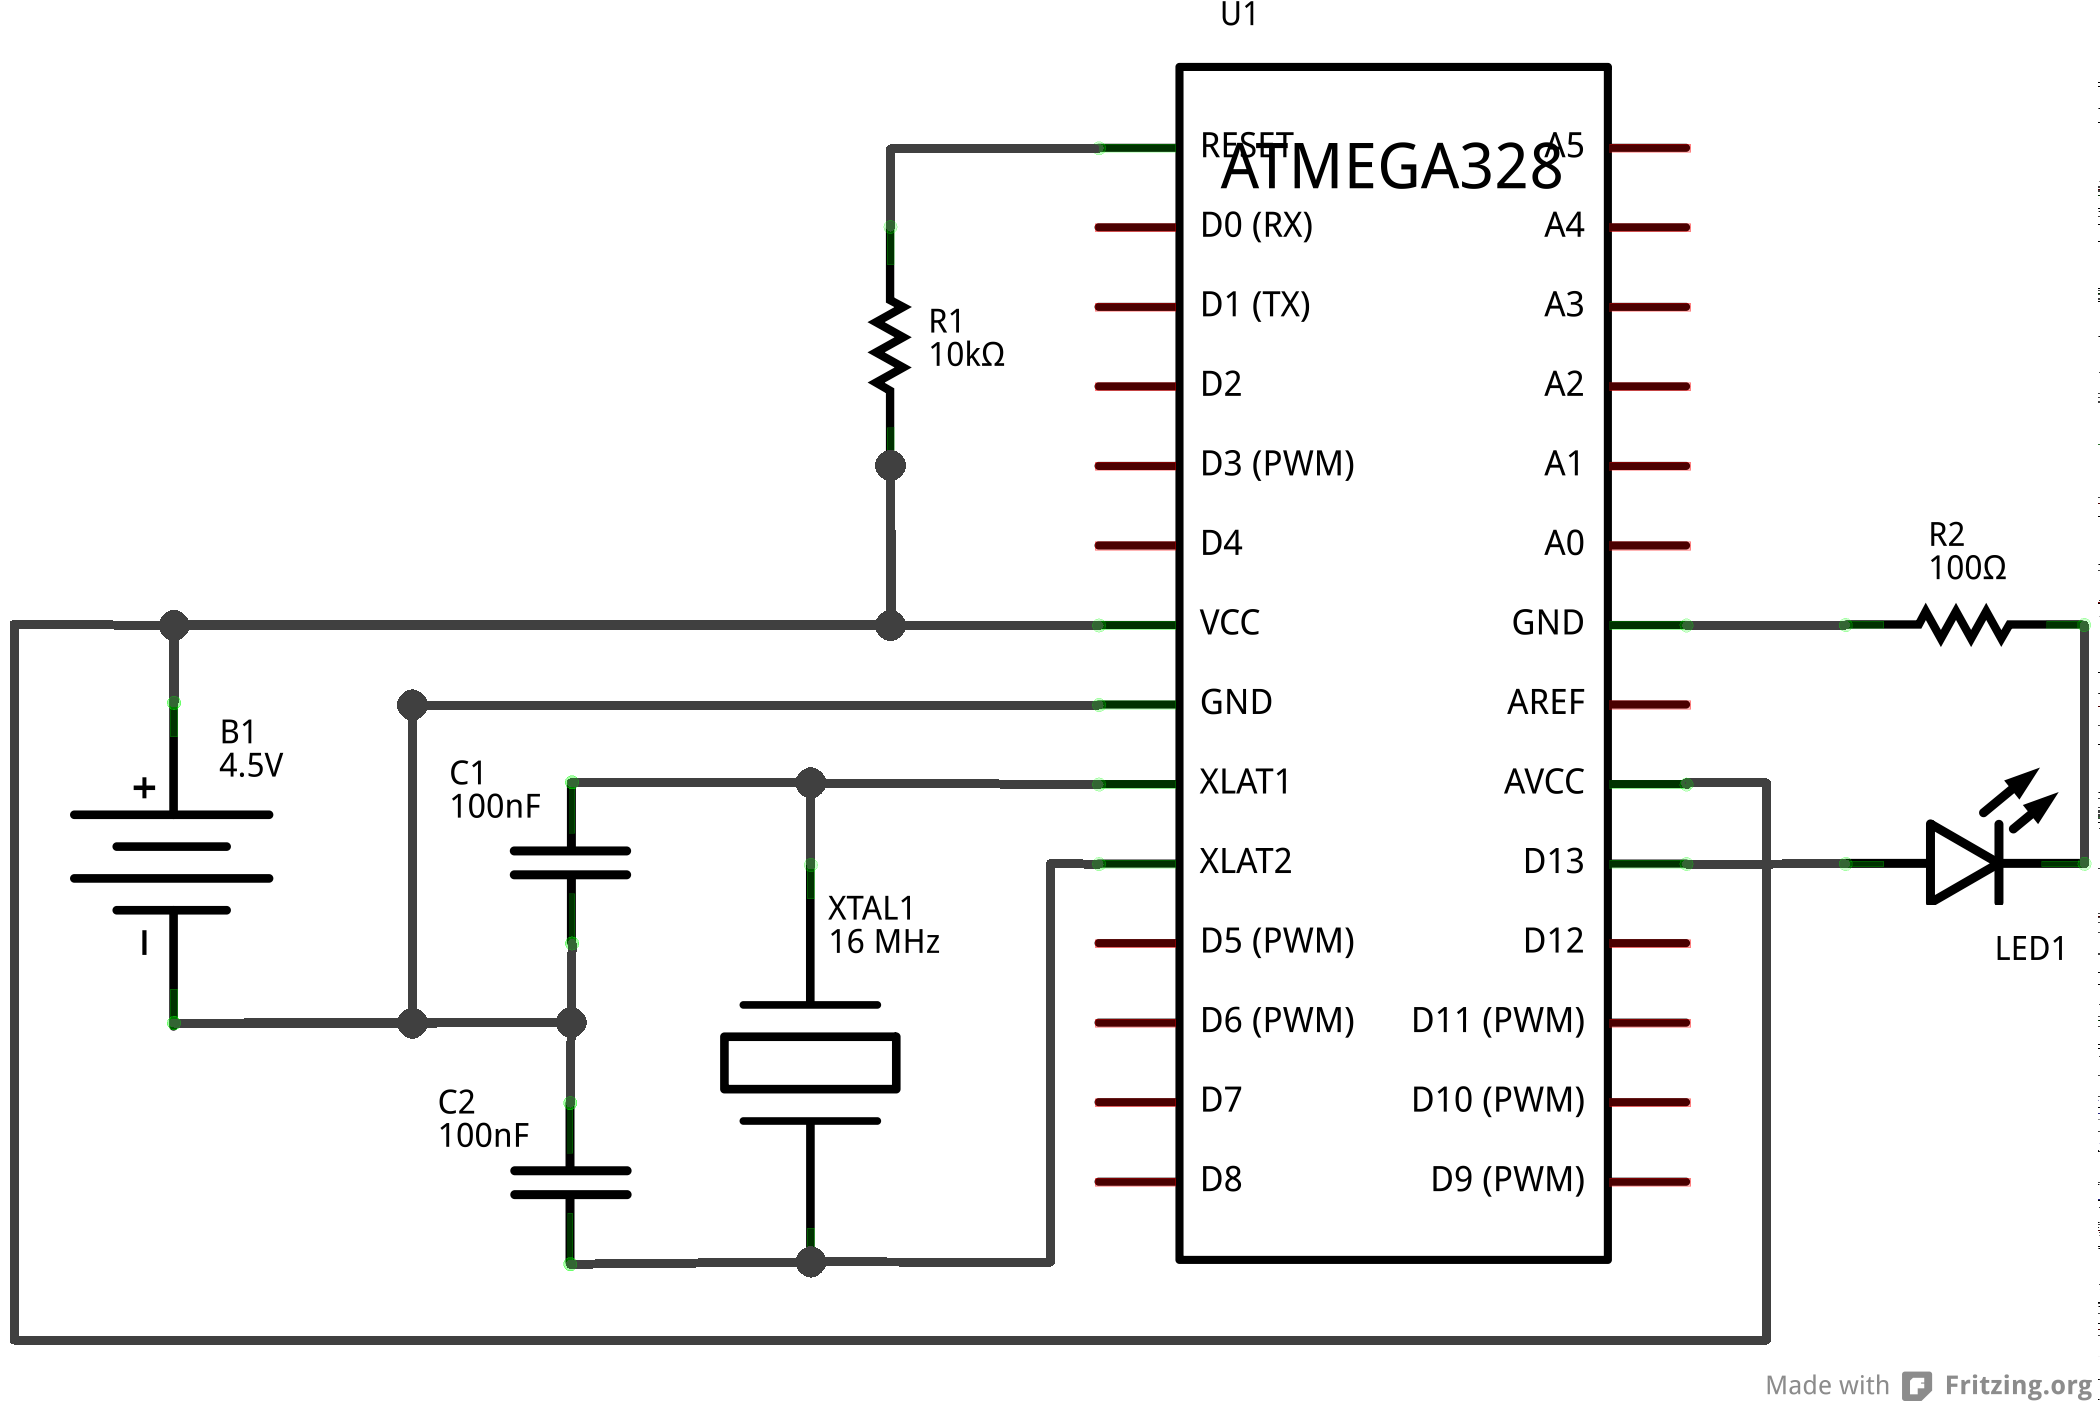 U1
ATMEGA328
RESET
D0 (RX)
D1 (TX)
D2
D3 (PWM)
D4
VCC
GND
XLAT1
XLAT2
D5 (PWM)
D6 (PWM)
D7
D8
A5
A4
A3
A2
A1
A0
GND
AREF
AVCC
D13
D12
D11 (PWM)
D10 (PWM)
D9 (PWM)
R1
10kΩ
R2
100Ω
B1
4.5V
+
–
C1
100nF
XTAL1
16 MHz
C2
100nF
LED1
Made with Fritzing.org